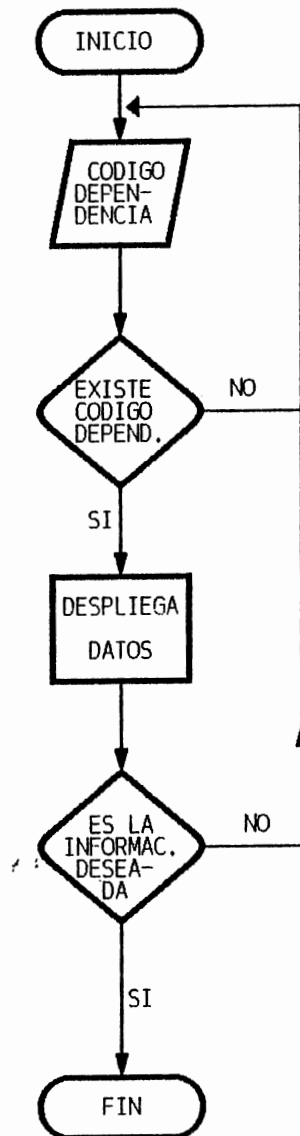 INICIO
CODIGO
DEPEN-
DENCIA
EXISTE
CODIGO
DEPEND.
NO
SI
DESPLIEGA
DATOS
ES LA
INFORMAC.
DESEA-
DA
NO
SI
FIN